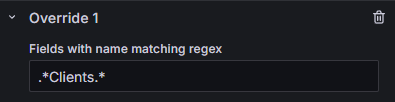 Override 1
Fields with name matching regex
.*Clients.*